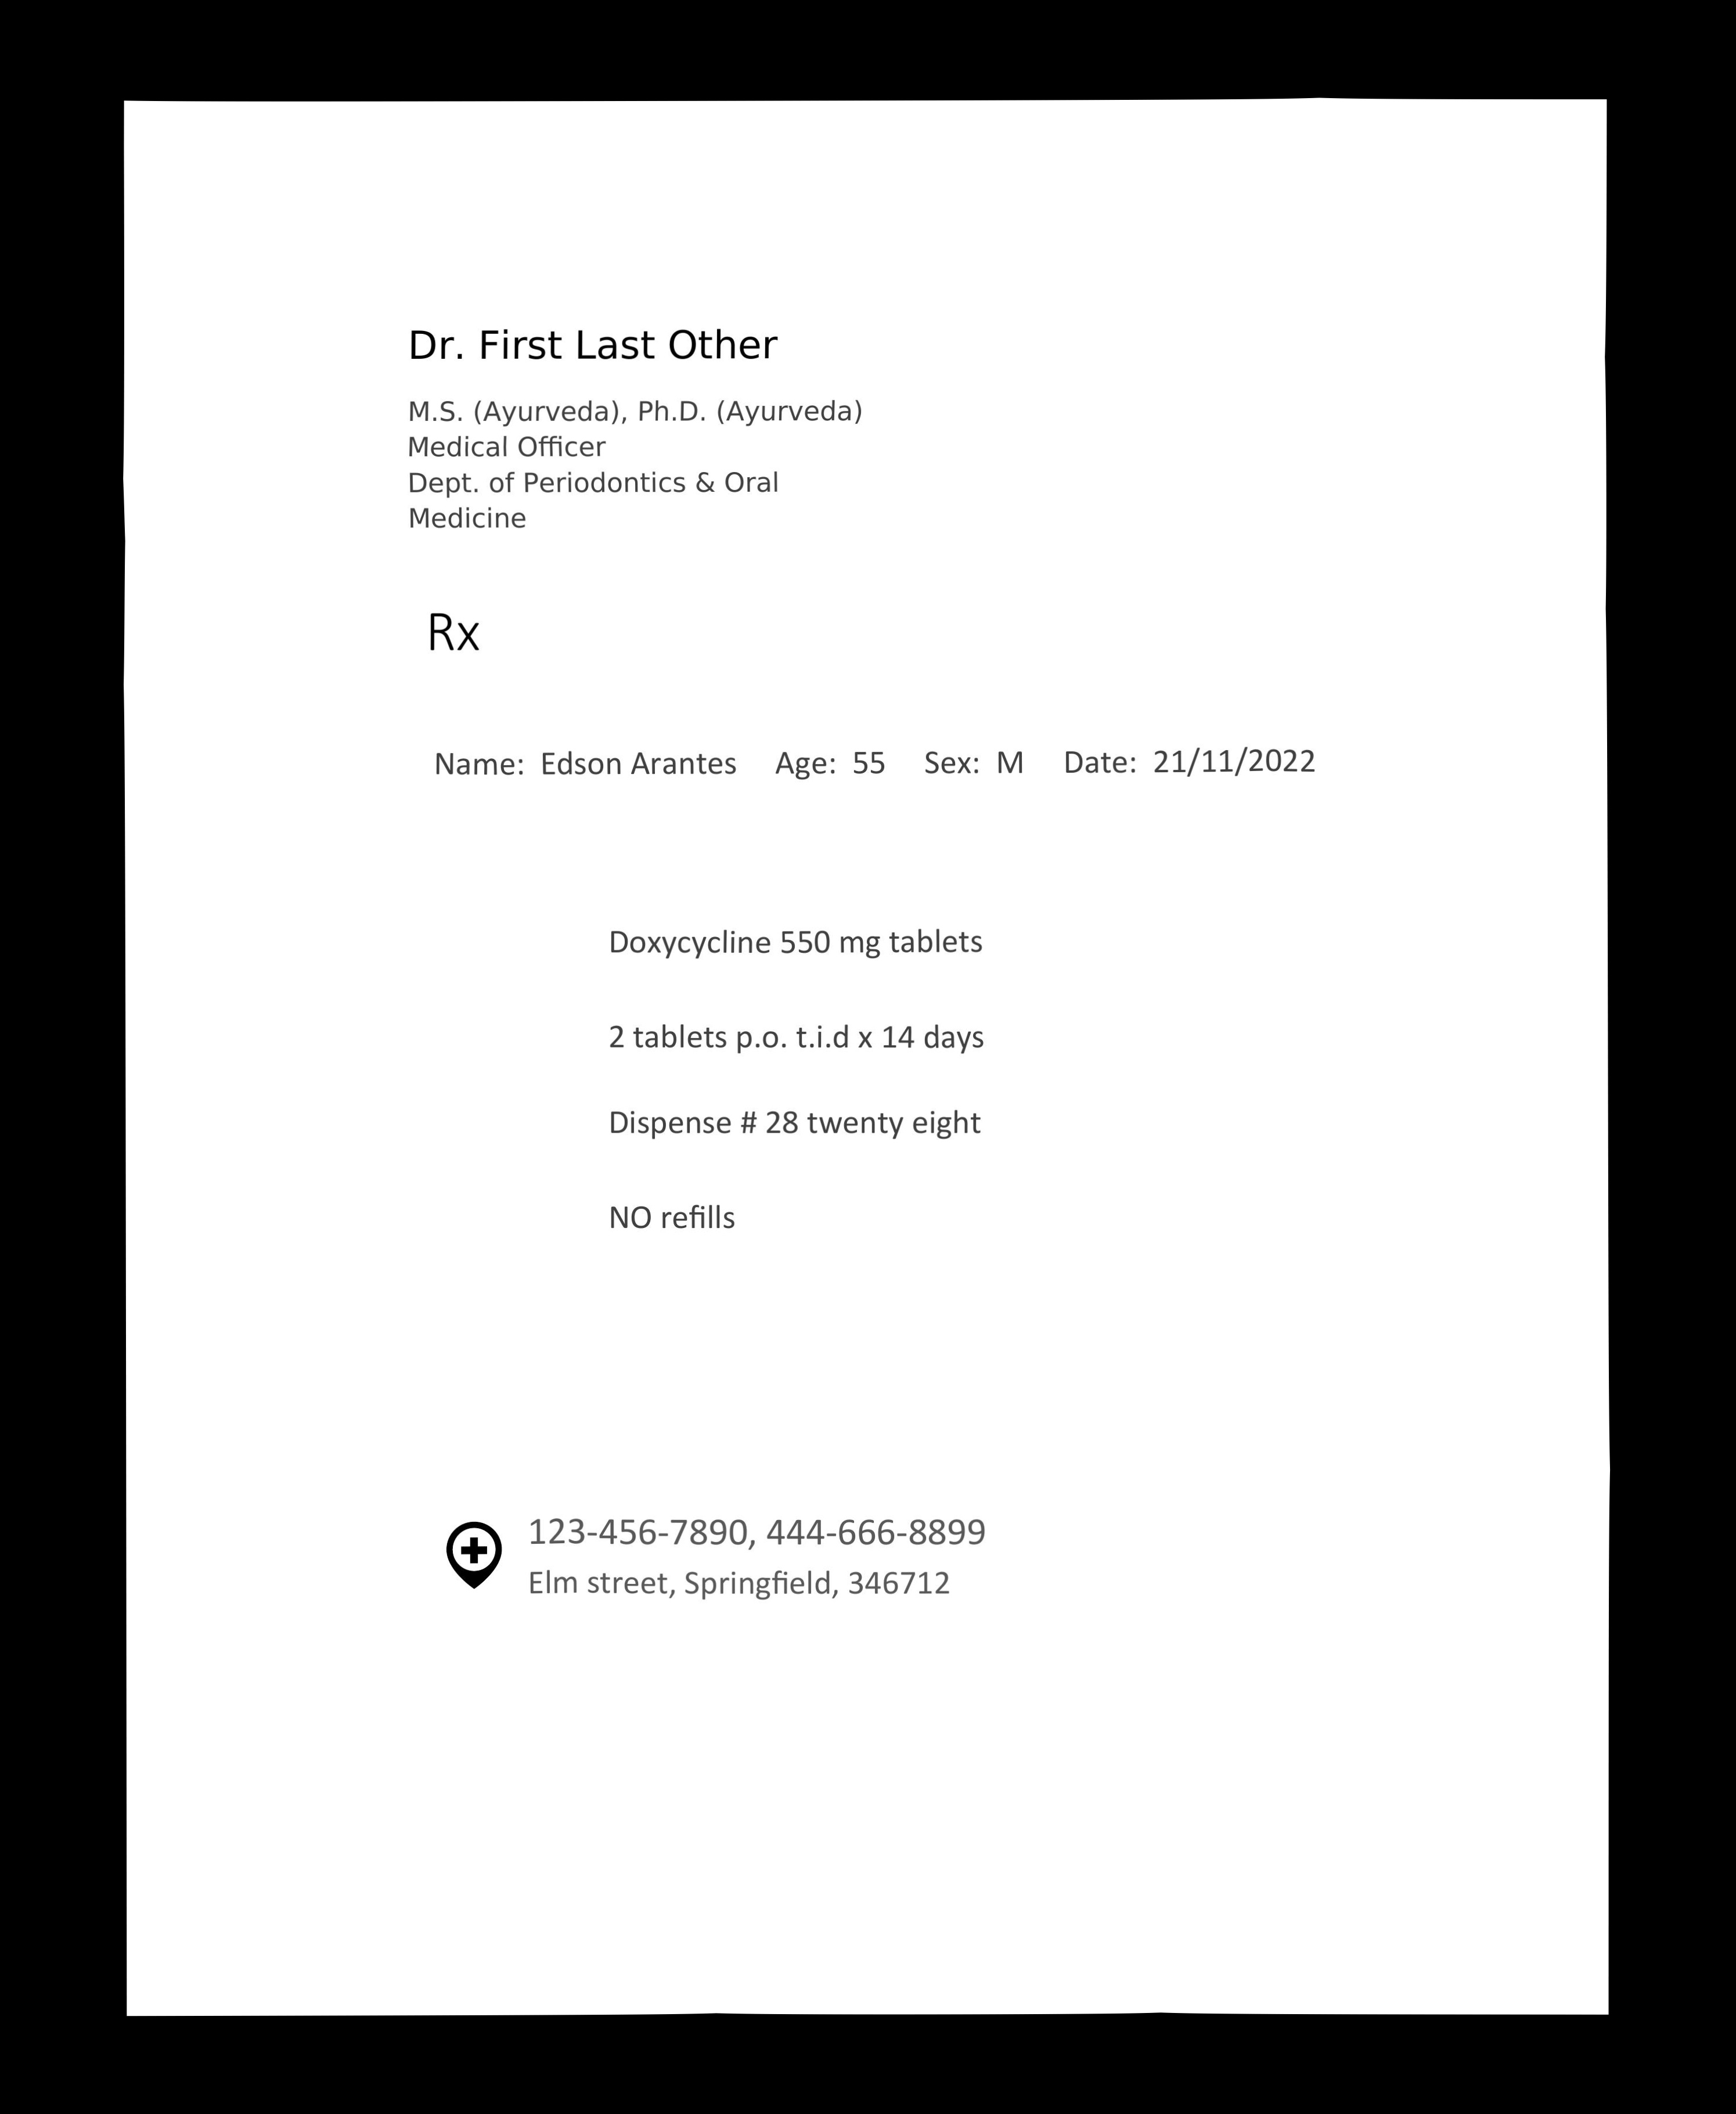 Dr. First Last Other
M.S. (Ayurveda), Ph.D. (Ayurveda)
Medical Officer
Dept. of Periodontics & Oral
Medicine
Rx
Name: Edson Arantes Age: 55 Sex: M Date: 21/11/2022
Doxycycline 550 mg tablets
2 tablets p.o. t.i.d x 14 days
Dispense # 28 twenty eight
NO refills
123-456-7890, 444-666-8899
Elm street, Springfield, 346712